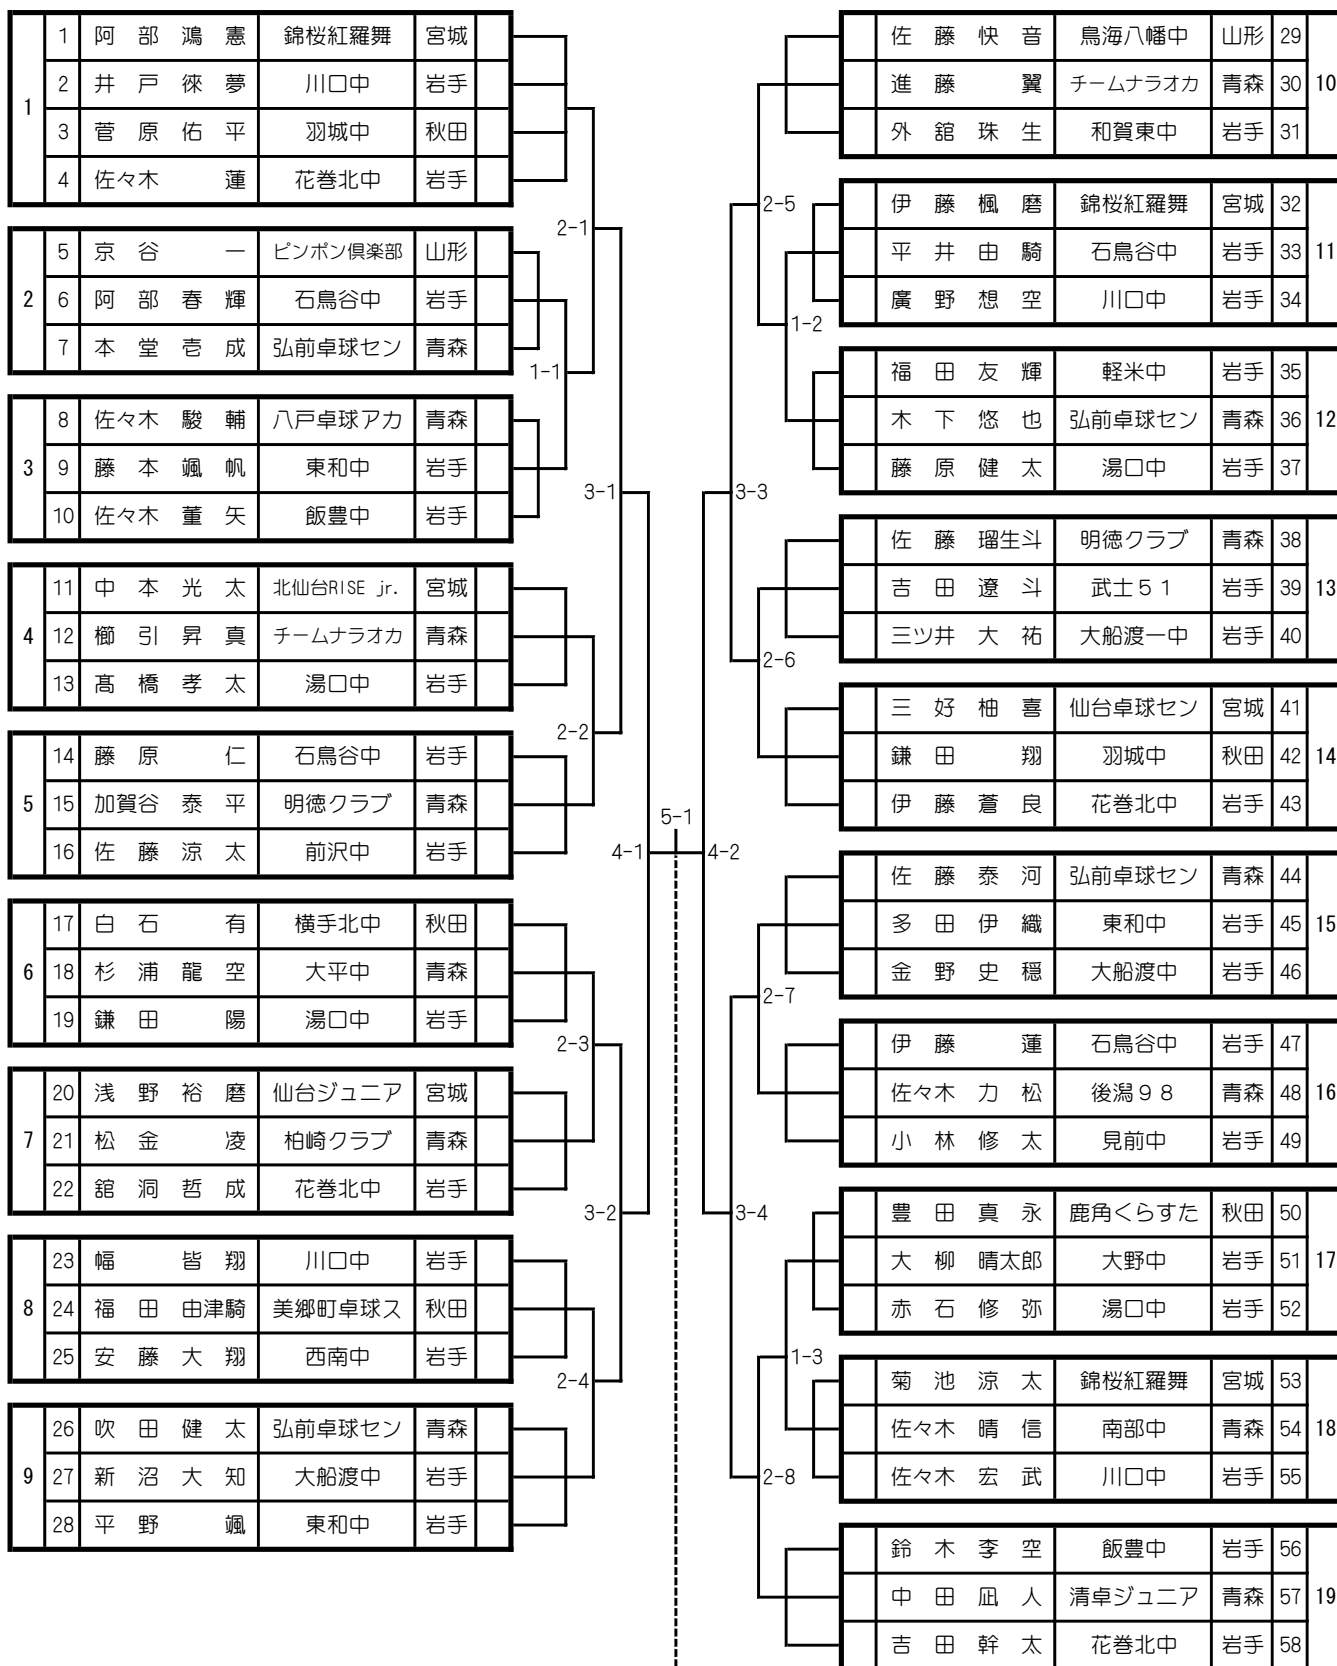 1
1 阿部鴻憲 錦桜紅羅舞 宮城
2 井戸徠夢 川口中 岩手
3 菅原佑平 羽城中 秋田
4 佐々木蓮 花巻北中 岩手
2
5 京谷一 ピンポン倶楽部 山形
6 阿部春輝 石鳥谷中 岩手
7 本堂壱成 弘前卓球セン 青森
3
8 佐々木駿輔 八戸卓球アカ 青森
9 藤本颯帆 東和中 岩手
10 佐々木董矢 飯豊中 岩手
4
11 中本光太 北仙台RISE jr. 宮城
12 櫛引昇真 チームナラオカ 青森
13 髙橋孝太 湯口中 岩手
5
14 藤原仁 石鳥谷中 岩手
15 加賀谷泰平 明徳クラブ 青森
16 佐藤涼太 前沢中 岩手
6
17 白石有 横手北中 秋田
18 杉浦龍空 大平中 青森
19 鎌田陽 湯口中 岩手
7
20 浅野裕磨 仙台ジュニア 宮城
21 松金凌 柏崎クラブ 青森
22 舘洞哲成 花巻北中 岩手
8
23 幅皆翔 川口中 岩手
24 福田由津騎 美郷町卓球ス 秋田
25 安藤大翔 西南中 岩手
9
26 吹田健太 弘前卓球セン 青森
27 新沼大知 大船渡中 岩手
28 平野颯 東和中 岩手
2-1
1-1
3-1
2-2
4-1
2-3
3-2
2-4
5-1
4-2
2-5
1-2
3-3
2-6
2-7
3-4
1-3
2-8
佐藤快音 鳥海八幡中 山形 29
進藤翼 チームナラオカ 青森 30
外舘珠生 和賀東中 岩手 31
10
伊藤楓磨 錦桜紅羅舞 宮城 32
平井由騎 石鳥谷中 岩手 33
廣野想空 川口中 岩手 34
11
福田友輝 軽米中 岩手 35
木下悠也 弘前卓球セン 青森 36
藤原健太 湯口中 岩手 37
12
佐藤瑠生斗 明徳クラブ 青森 38
吉田遼斗 武士51 岩手 39
三ツ井大祐 大船渡一中 岩手 40
13
三好柚喜 仙台卓球セン 宮城 41
鎌田翔 羽城中 秋田 42
伊藤蒼良 花巻北中 岩手 43
14
佐藤泰河 弘前卓球セン 青森 44
多田伊織 東和中 岩手 45
金野史穏 大船渡中 岩手 46
15
伊藤蓮 石鳥谷中 岩手 47
佐々木力松 後潟98 青森 48
小林修太 見前中 岩手 49
16
豊田真永 鹿角くらすた 秋田 50
大柳晴太郎 大野中 岩手 51
赤石修弥 湯口中 岩手 52
17
菊池涼太 錦桜紅羅舞 宮城 53
佐々木晴信 南部中 青森 54
佐々木宏武 川口中 岩手 55
18
鈴木李空 飯豊中 岩手 56
中田凪人 清卓ジュニア 青森 57
吉田幹太 花巻北中 岩手 58
19